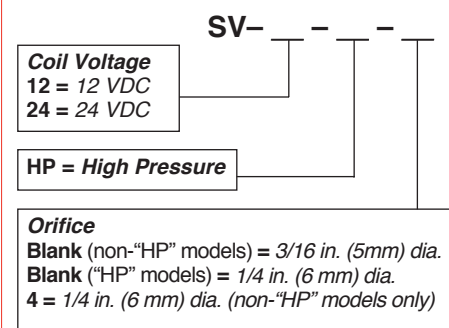 SV– __ – __ – __
Coil Voltage
12 = 12 VDC
24 = 24 VDC
HP = High Pressure
Orifice
Blank (non-“HP” models) = 3/16 in. (5mm) dia.
Blank (“HP” models) = 1/4 in. (6 mm) dia.
4 = 1/4 in. (6 mm) dia. (non-“HP” models only)